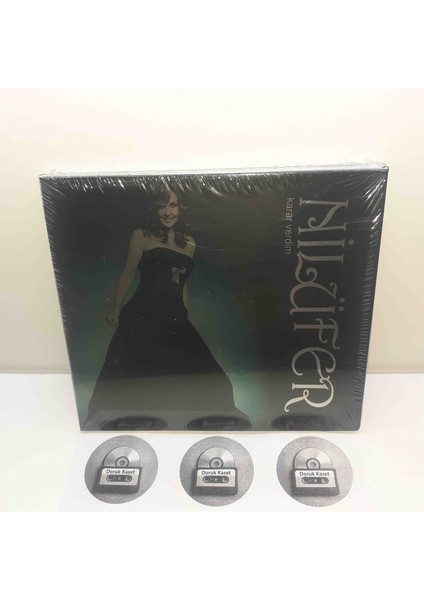 NİLÜFER
karar verdim
Doruk Kaset
Doruk Kaset
Doruk Kaset